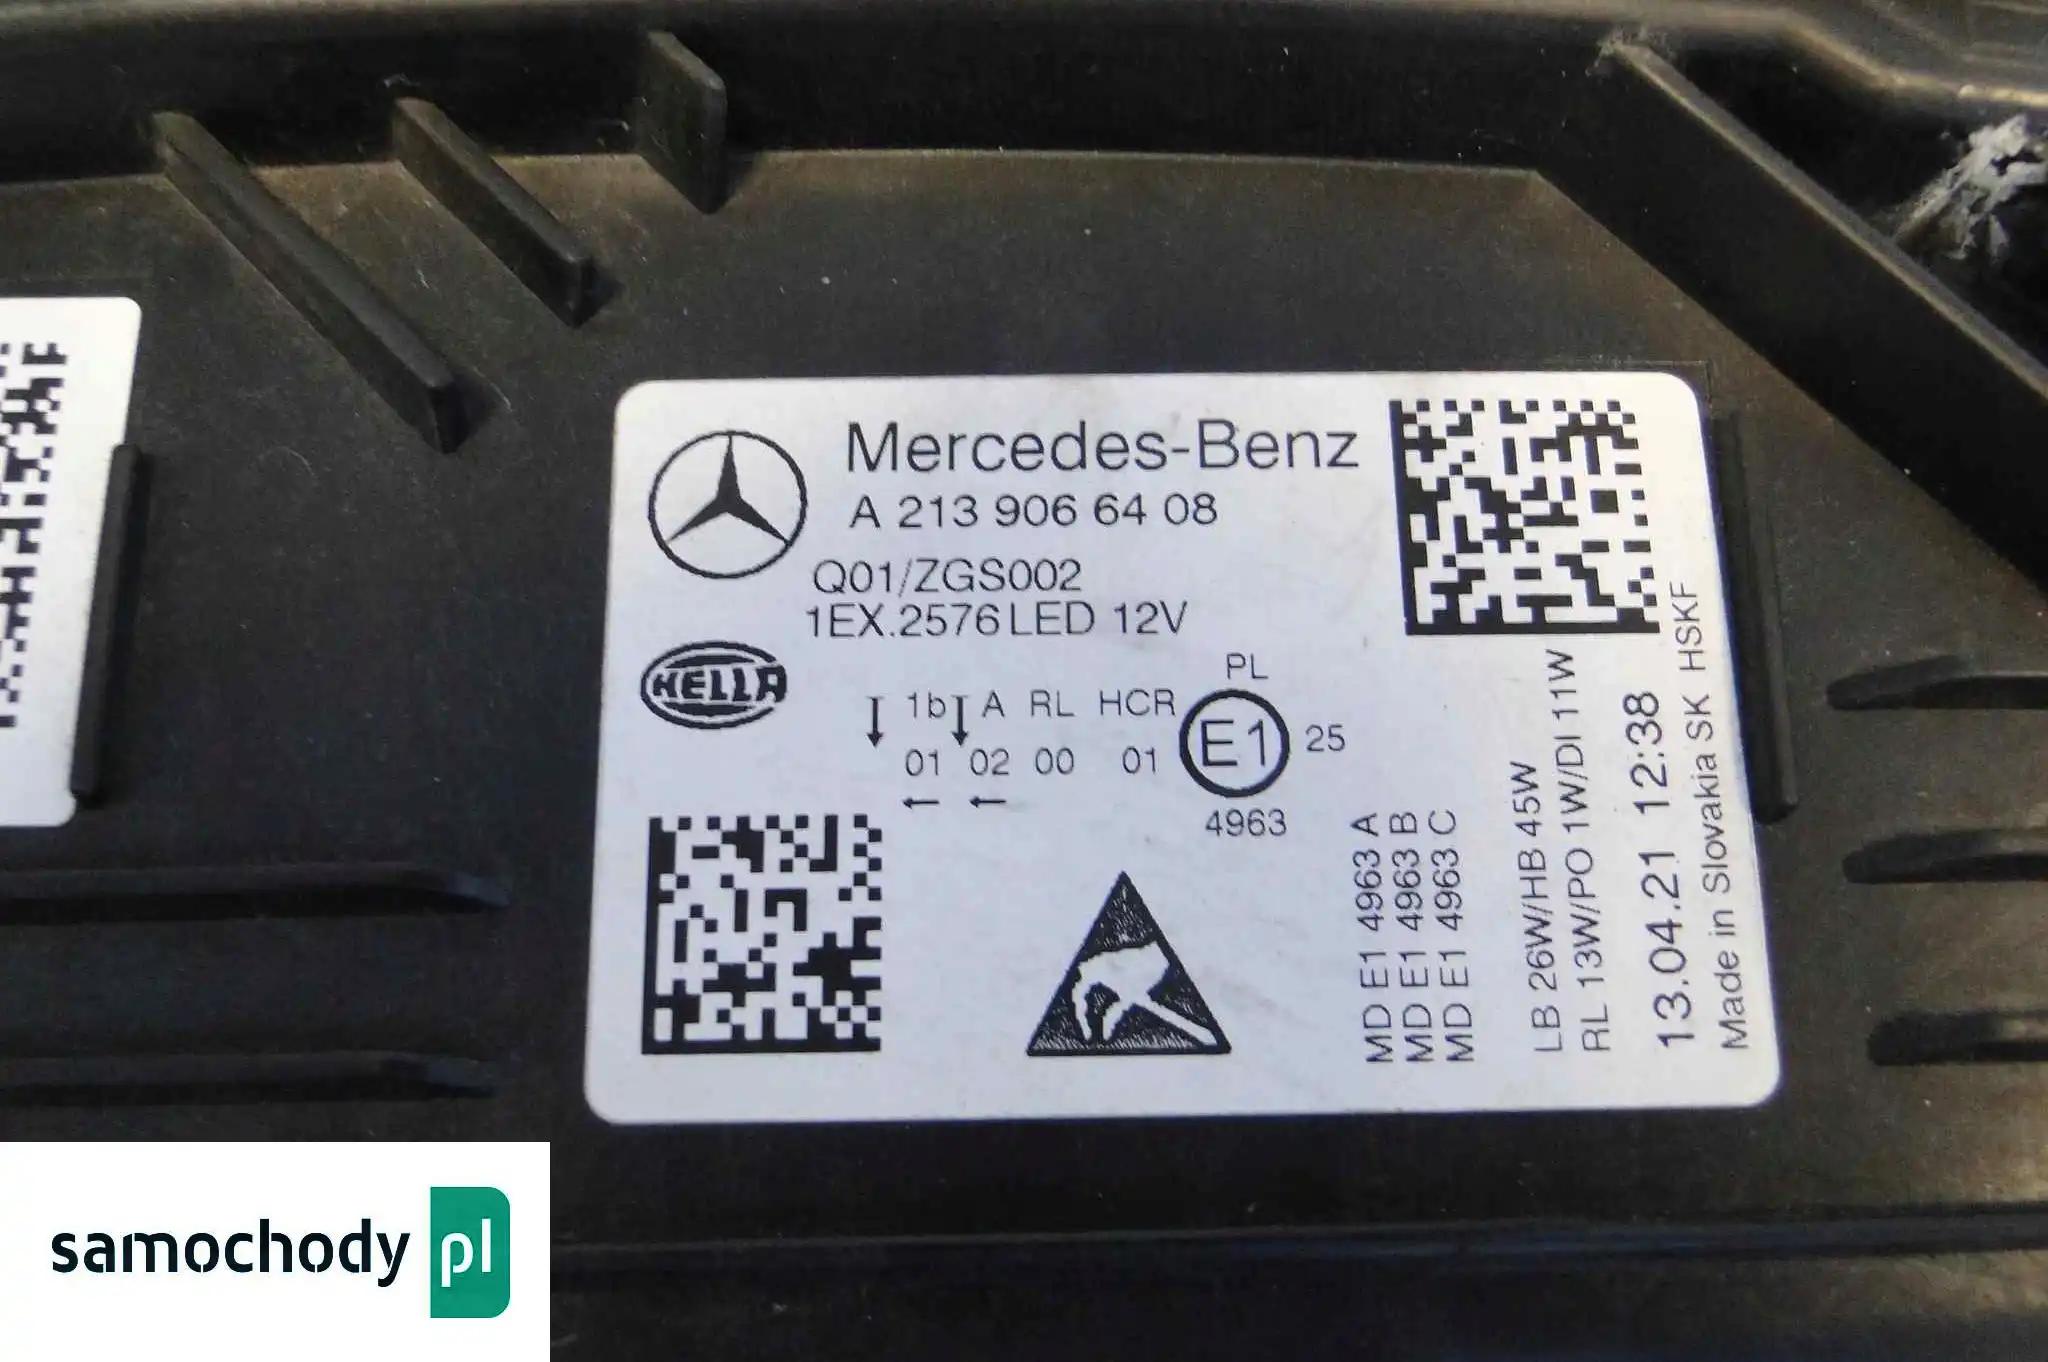 Mercedes-Benz
A 213 906 64 08
Q01/ZGS002
1EX.2576 LED 12V
HELLA
PL
1b A RL HCR
E1 25
01 02 00 01
4963
MD E1 4963 A
MD E1 4963 B
MD E1 4963 C
LB 26W/HB 45W
RL 13W/PO 1W/DI 11W
13.04.21 12:38
Made in Slovakia SK HSKF
samochody pl